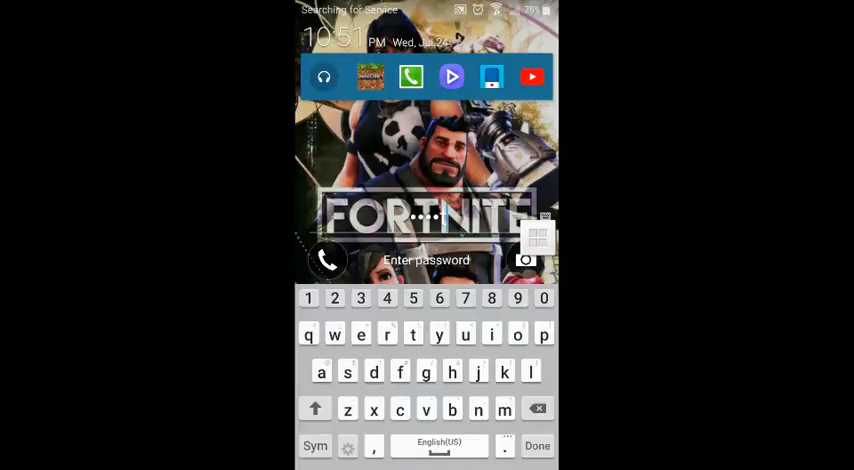 Searching for Service 75%
10:51 PM Wed, Jul 24
MINECRAFT
FORTNITE
••••t
Enter password
1 2 3 4 5 6 7 8 9 0
q w e r t y u i o p
a s d f g h j k l
z x c v b n m
Sym , English(US) . Done